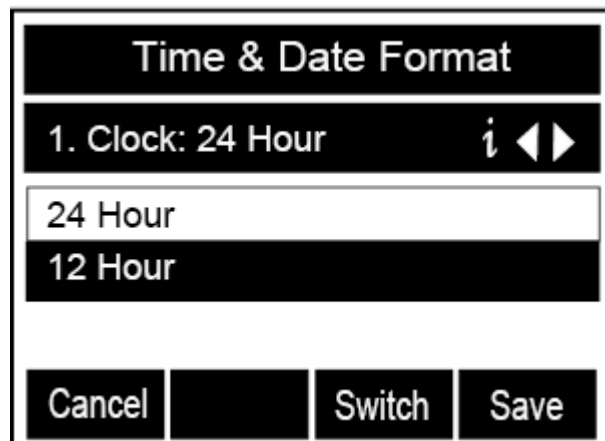 Time & Date Format
1. Clock: 24 Hour i
24 Hour
12 Hour
Cancel Switch Save